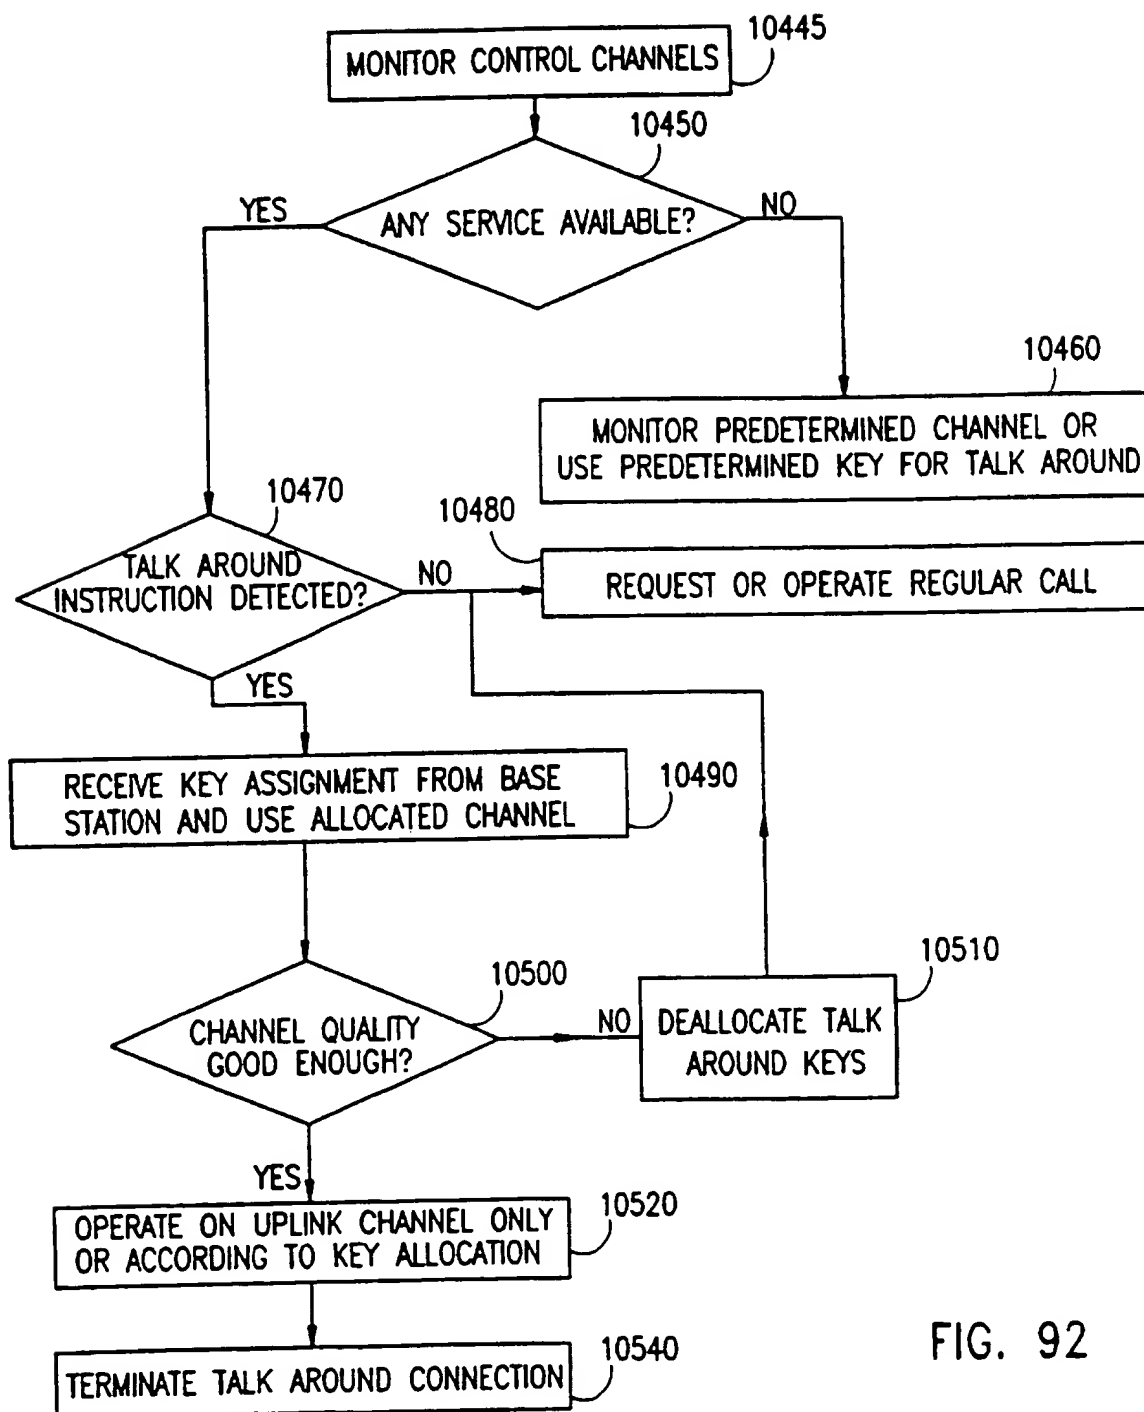 10445
MONITOR CONTROL CHANNELS
10450
YES
ANY SERVICE AVAILABLE?
NO
10460
MONITOR PREDETERMINED CHANNEL OR
USE PREDETERMINED KEY FOR TALK AROUND
10470
10480
TALK AROUND
INSTRUCTION DETECTED?
NO
REQUEST OR OPERATE REGULAR CALL
YES
RECEIVE KEY ASSIGNMENT FROM BASE
STATION AND USE ALLOCATED CHANNEL
10490
10500
CHANNEL QUALITY
GOOD ENOUGH?
NO
10510
DEALLOCATE TALK
AROUND KEYS
YES
OPERATE ON UPLINK CHANNEL ONLY
OR ACCORDING TO KEY ALLOCATION
10520
10540
TERMINATE TALK AROUND CONNECTION
FIG. 92